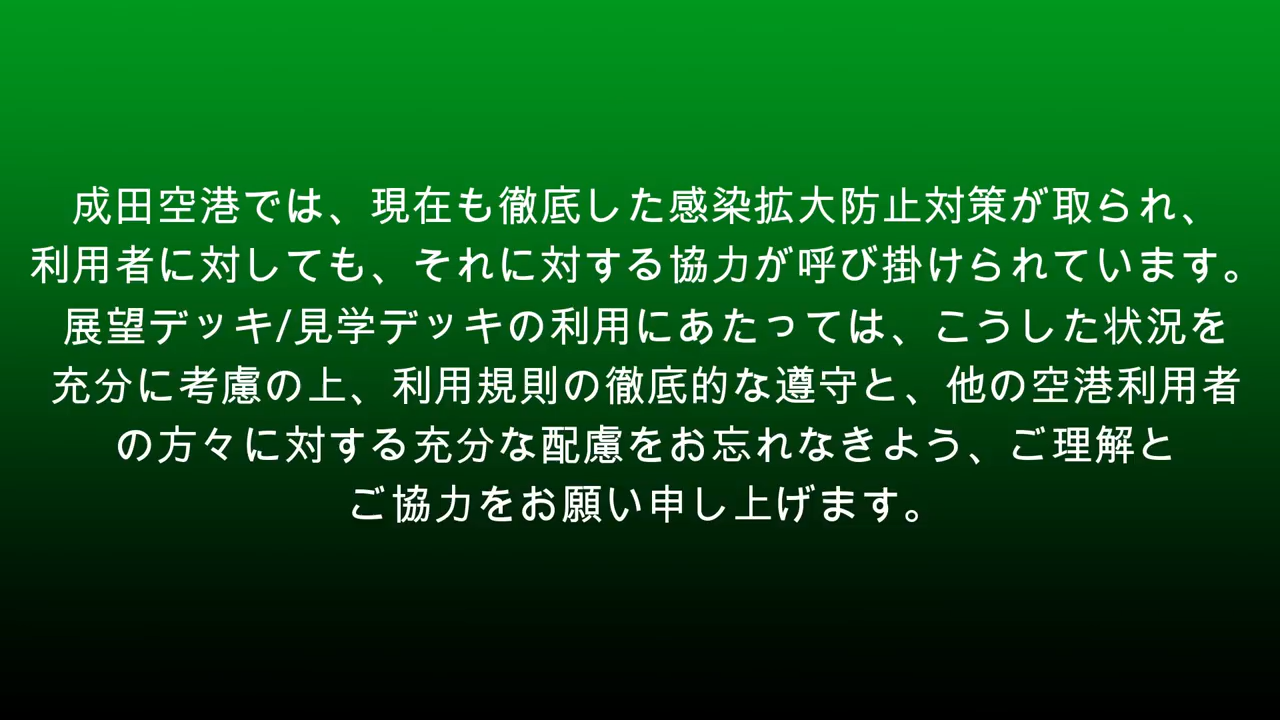 成田空港では、現在も徹底した感染拡大防止対策が取られ、
利用者に対しても、それに対する協力が呼び掛けられています。
展望デッキ/見学デッキの利用にあたっては、こうした状況を
充分に考慮の上、利用規則の徹底的な遵守と、他の空港利用者
の方々に対する充分な配慮をお忘れなきよう、ご理解と
ご協力をお願い申し上げます。